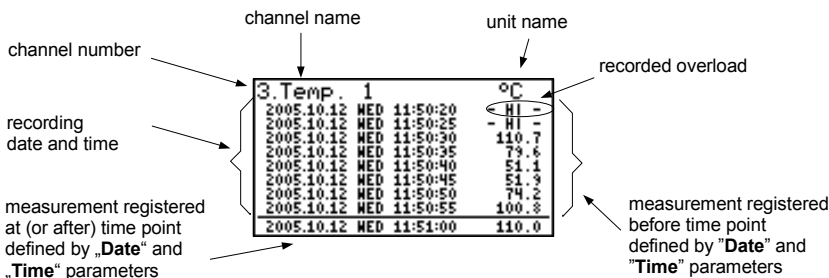 channel name
unit name
channel number
recorded overload
3.Temp. 1 °C
2005.10.12 WED 11:50:20 - HI -
2005.10.12 WED 11:50:25 - HI -
2005.10.12 WED 11:50:30 110.7
2005.10.12 WED 11:50:35 79.6
2005.10.12 WED 11:50:40 51.1
2005.10.12 WED 11:50:45 51.9
2005.10.12 WED 11:50:50 74.2
2005.10.12 WED 11:50:55 100.8
2005.10.12 WED 11:51:00 110.0
recording
date and time
measurement registered
at (or after) time point
defined by „Date“ and
„Time“ parameters
measurement registered
before time point
defined by ”Date” and
”Time” parameters